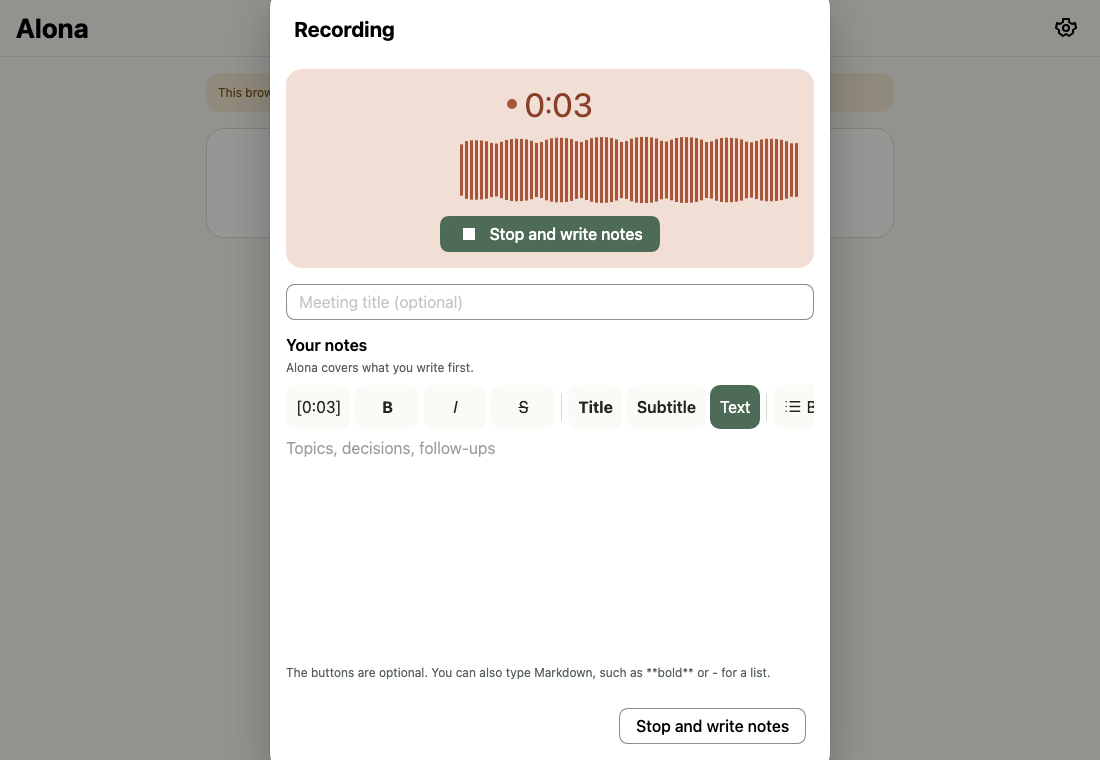 Alona
Recording
This brow
0:03
Stop and write notes
Meeting title (optional)
Your notes
Alona covers what you write first.
[0:03] B I S Title Subtitle Text B
Topics, decisions, follow-ups
The buttons are optional. You can also type Markdown, such as **bold** or - for a list.
Stop and write notes